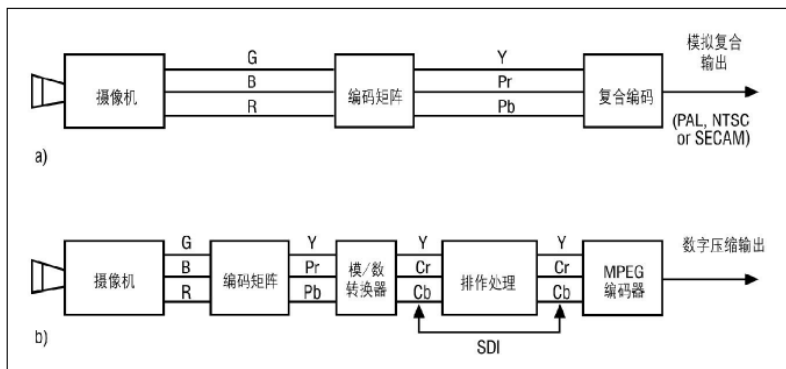 G
Y
模拟复合
输出
摄像机
B
编码矩阵
Pr
复合编码
R
Pb
(PAL, NTSC
or SECAM)
a)
G
Y
Y
Y
数字压缩输出
摄像机
B
编码矩阵
Pr
模/数
转换器
Cr
排作处理
Cr
MPEG
编码器
R
Pb
Cb
Cb
b)
SDI